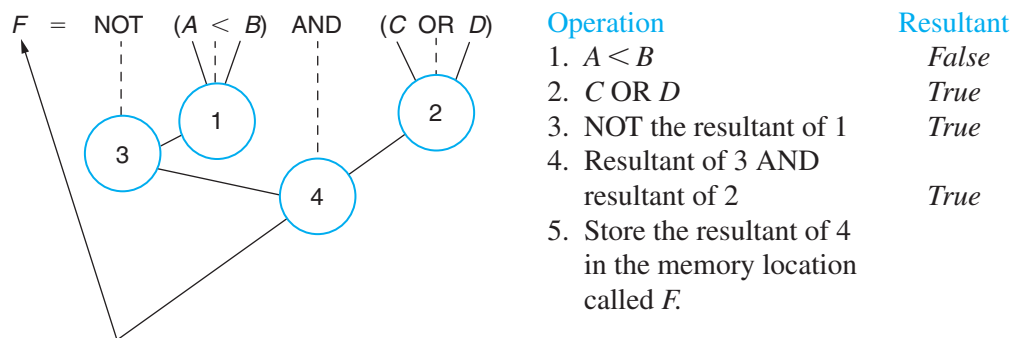 F = NOT (A < B) AND (C OR D)
1
2
3
4
Operation Resultant
1. A < B False
2. C OR D True
3. NOT the resultant of 1 True
4. Resultant of 3 AND
resultant of 2 True
5. Store the resultant of 4
in the memory location
called F.